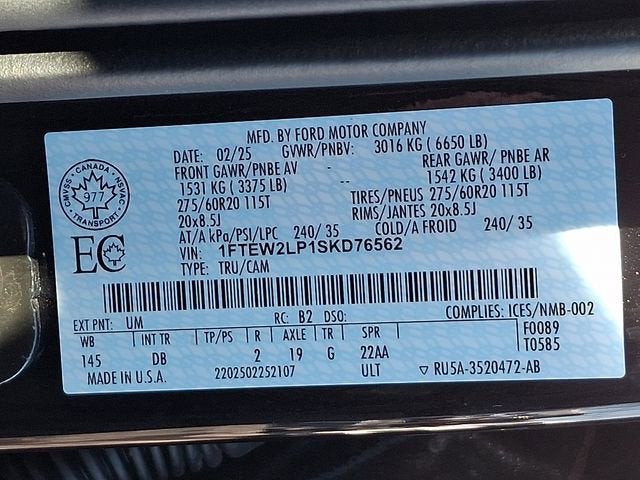 MFD. BY FORD MOTOR COMPANY
DATE: 02/25 GVWR/PNBV: 3016 KG ( 6650 LB)
FRONT GAWR/PNBE AV REAR GAWR/ PNBE AR
1531 KG ( 3375 LB) -- 1542 KG ( 3400 LB)
275/60R20 115T TIRES/PNEUS 275/60R20 115T
20x8.5J RIMS/JANTES 20x8.5J
AT/A kPa/PSI/LPC 240/ 35 COLD/A FROID 240/ 35
VIN: 1FTEW2LP1SKD76562
TYPE: TRU/CAM
CANADA
CMVSS NSVAC
977
TRANSPORT
EC
EXT PNT: UM RC: B2 DSO: COMPLIES: ICES/NMB-002
WB INT TR TP/PS R AXLE TR SPR F0089
145 DB 2 19 G 22AA T0585
MADE IN U.S.A. 2202502252107 ULT ▼ RU5A-3520472-AB